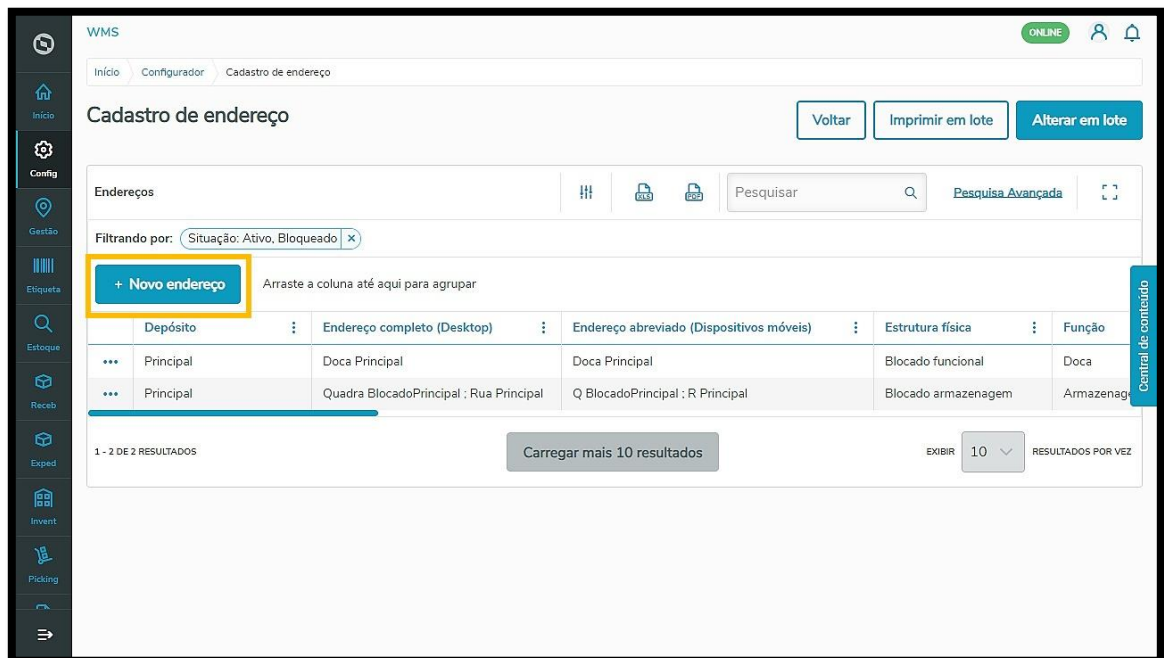 WMS
ONLINE
Início
Configurador
Cadastro de endereço
Cadastro de endereço
Voltar
Imprimir em lote
Alterar em lote
Endereços
XLS
PDF
Pesquisar
Pesquisa Avançada
Filtrando por: Situação: Ativo, Bloqueado ×
+ Novo endereço
Arraste a coluna até aqui para agrupar
Depósito Endereço completo (Desktop) Endereço abreviado (Dispositivos móveis) Estrutura física Função
Principal Doca Principal Doca Principal Blocado funcional Doca
Principal Quadra BlocadoPrincipal ; Rua Principal Q BlocadoPrincipal ; R Principal Blocado armazenagem Armazenage
1 - 2 DE 2 RESULTADOS
Carregar mais 10 resultados
EXIBIR 10 RESULTADOS POR VEZ
Central de conteúdo
Início
Config
Gestão
Etiqueta
Estoque
Receb
Exped
Invent
Picking